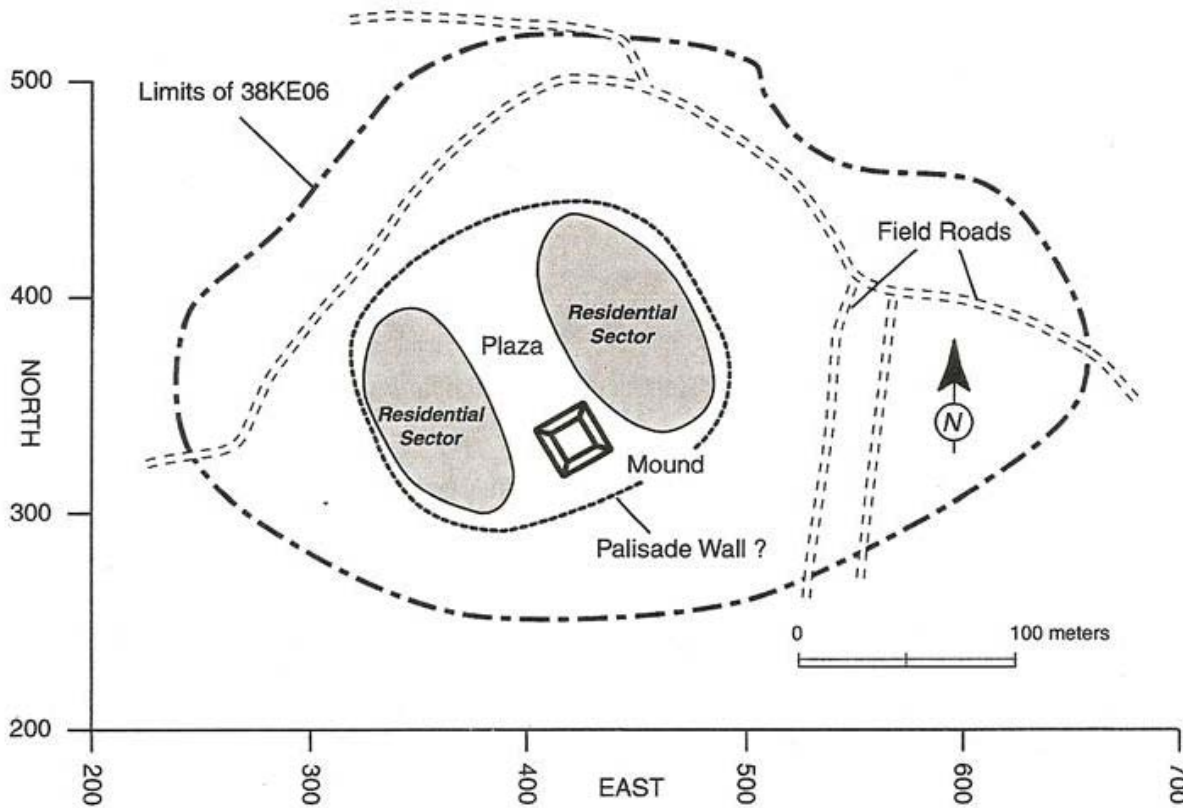 500
Limits of 38KE06
Field Roads
400
Residential
Sector
Plaza
Residential
Sector
N
NORTH
Mound
300
Palisade Wall ?
0
100 meters
200
200
300
400
500
600
700
EAST